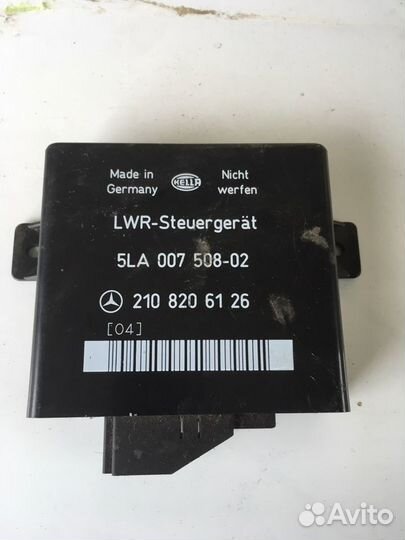 Made in Germany
HELLA
Nicht werfen
LWR-Steuergerät
5LA 007 508-02
210 820 61 26
[04]
Avito